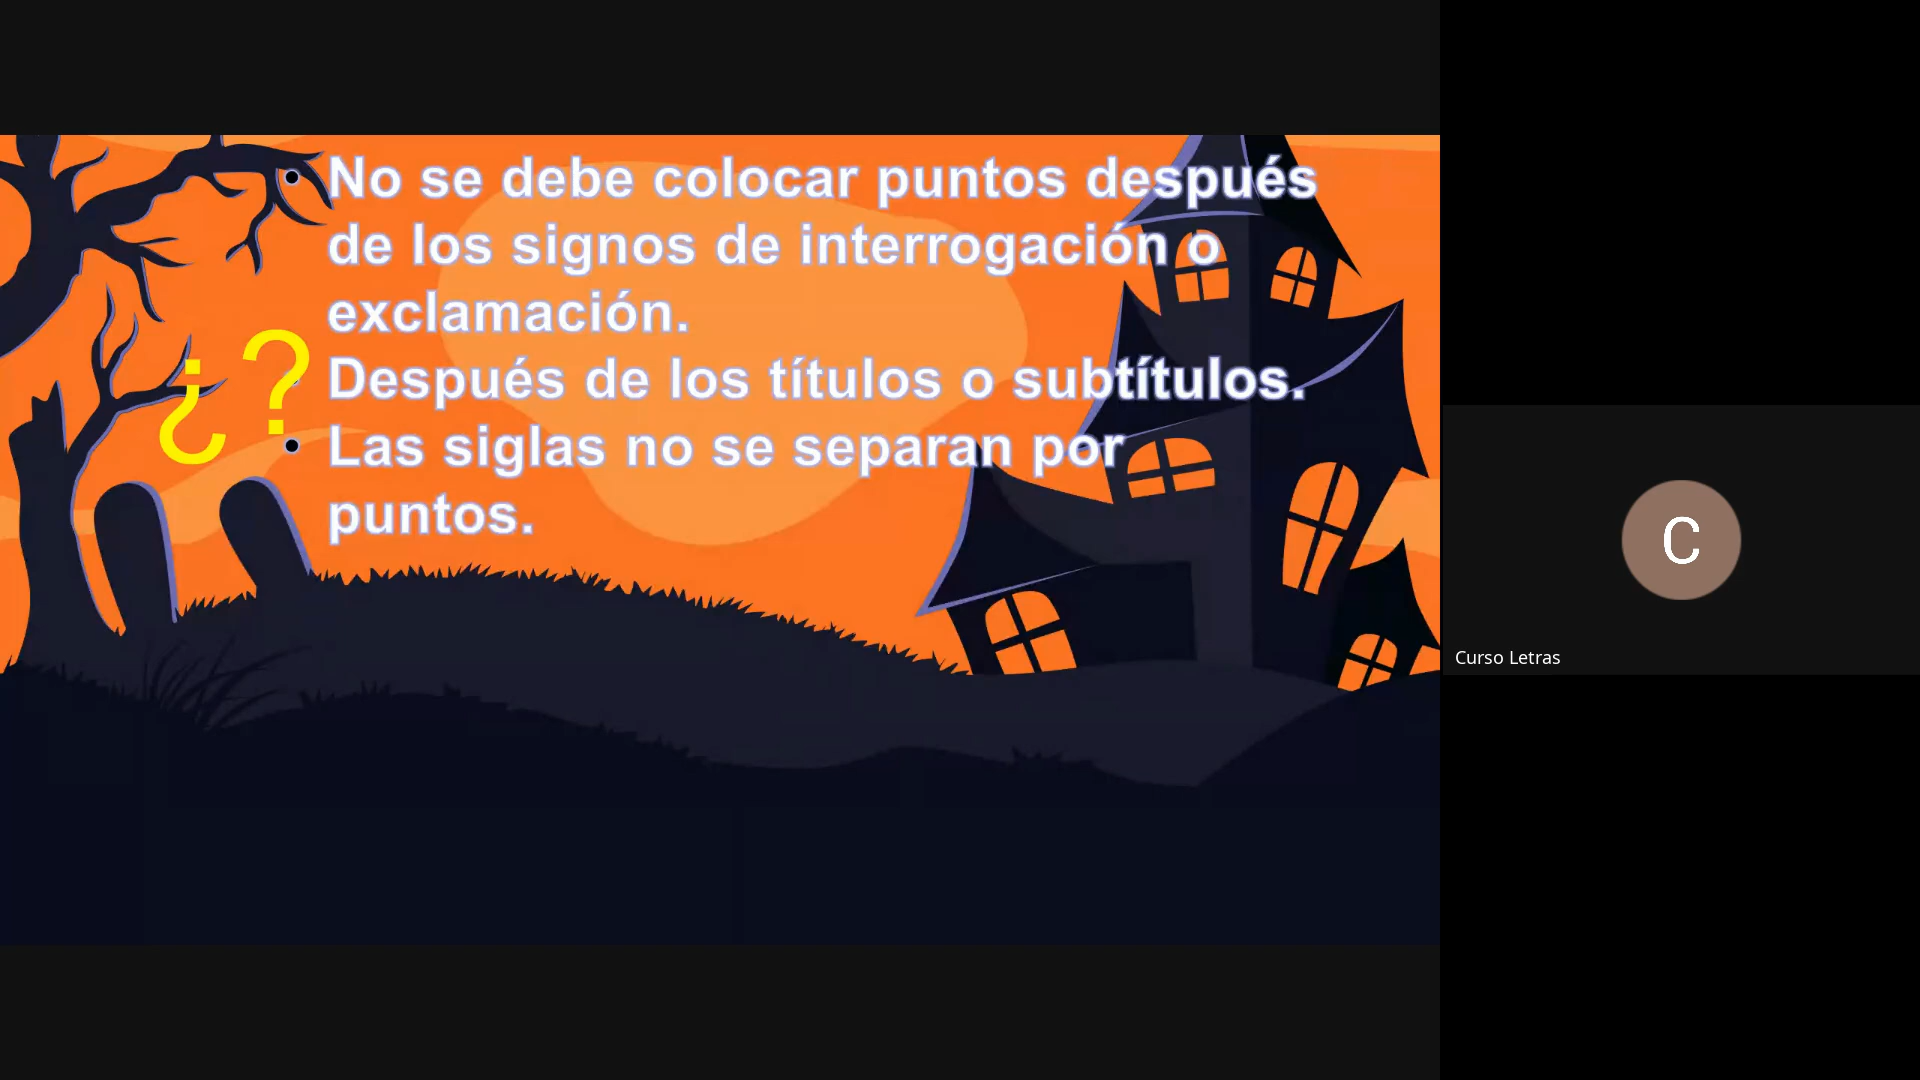 • No se debe colocar puntos después
de los signos de interrogación o
exclamación.
¿?
Después de los títulos o subtítulos.
• Las siglas no se separan por
puntos.
C
Curso Letras